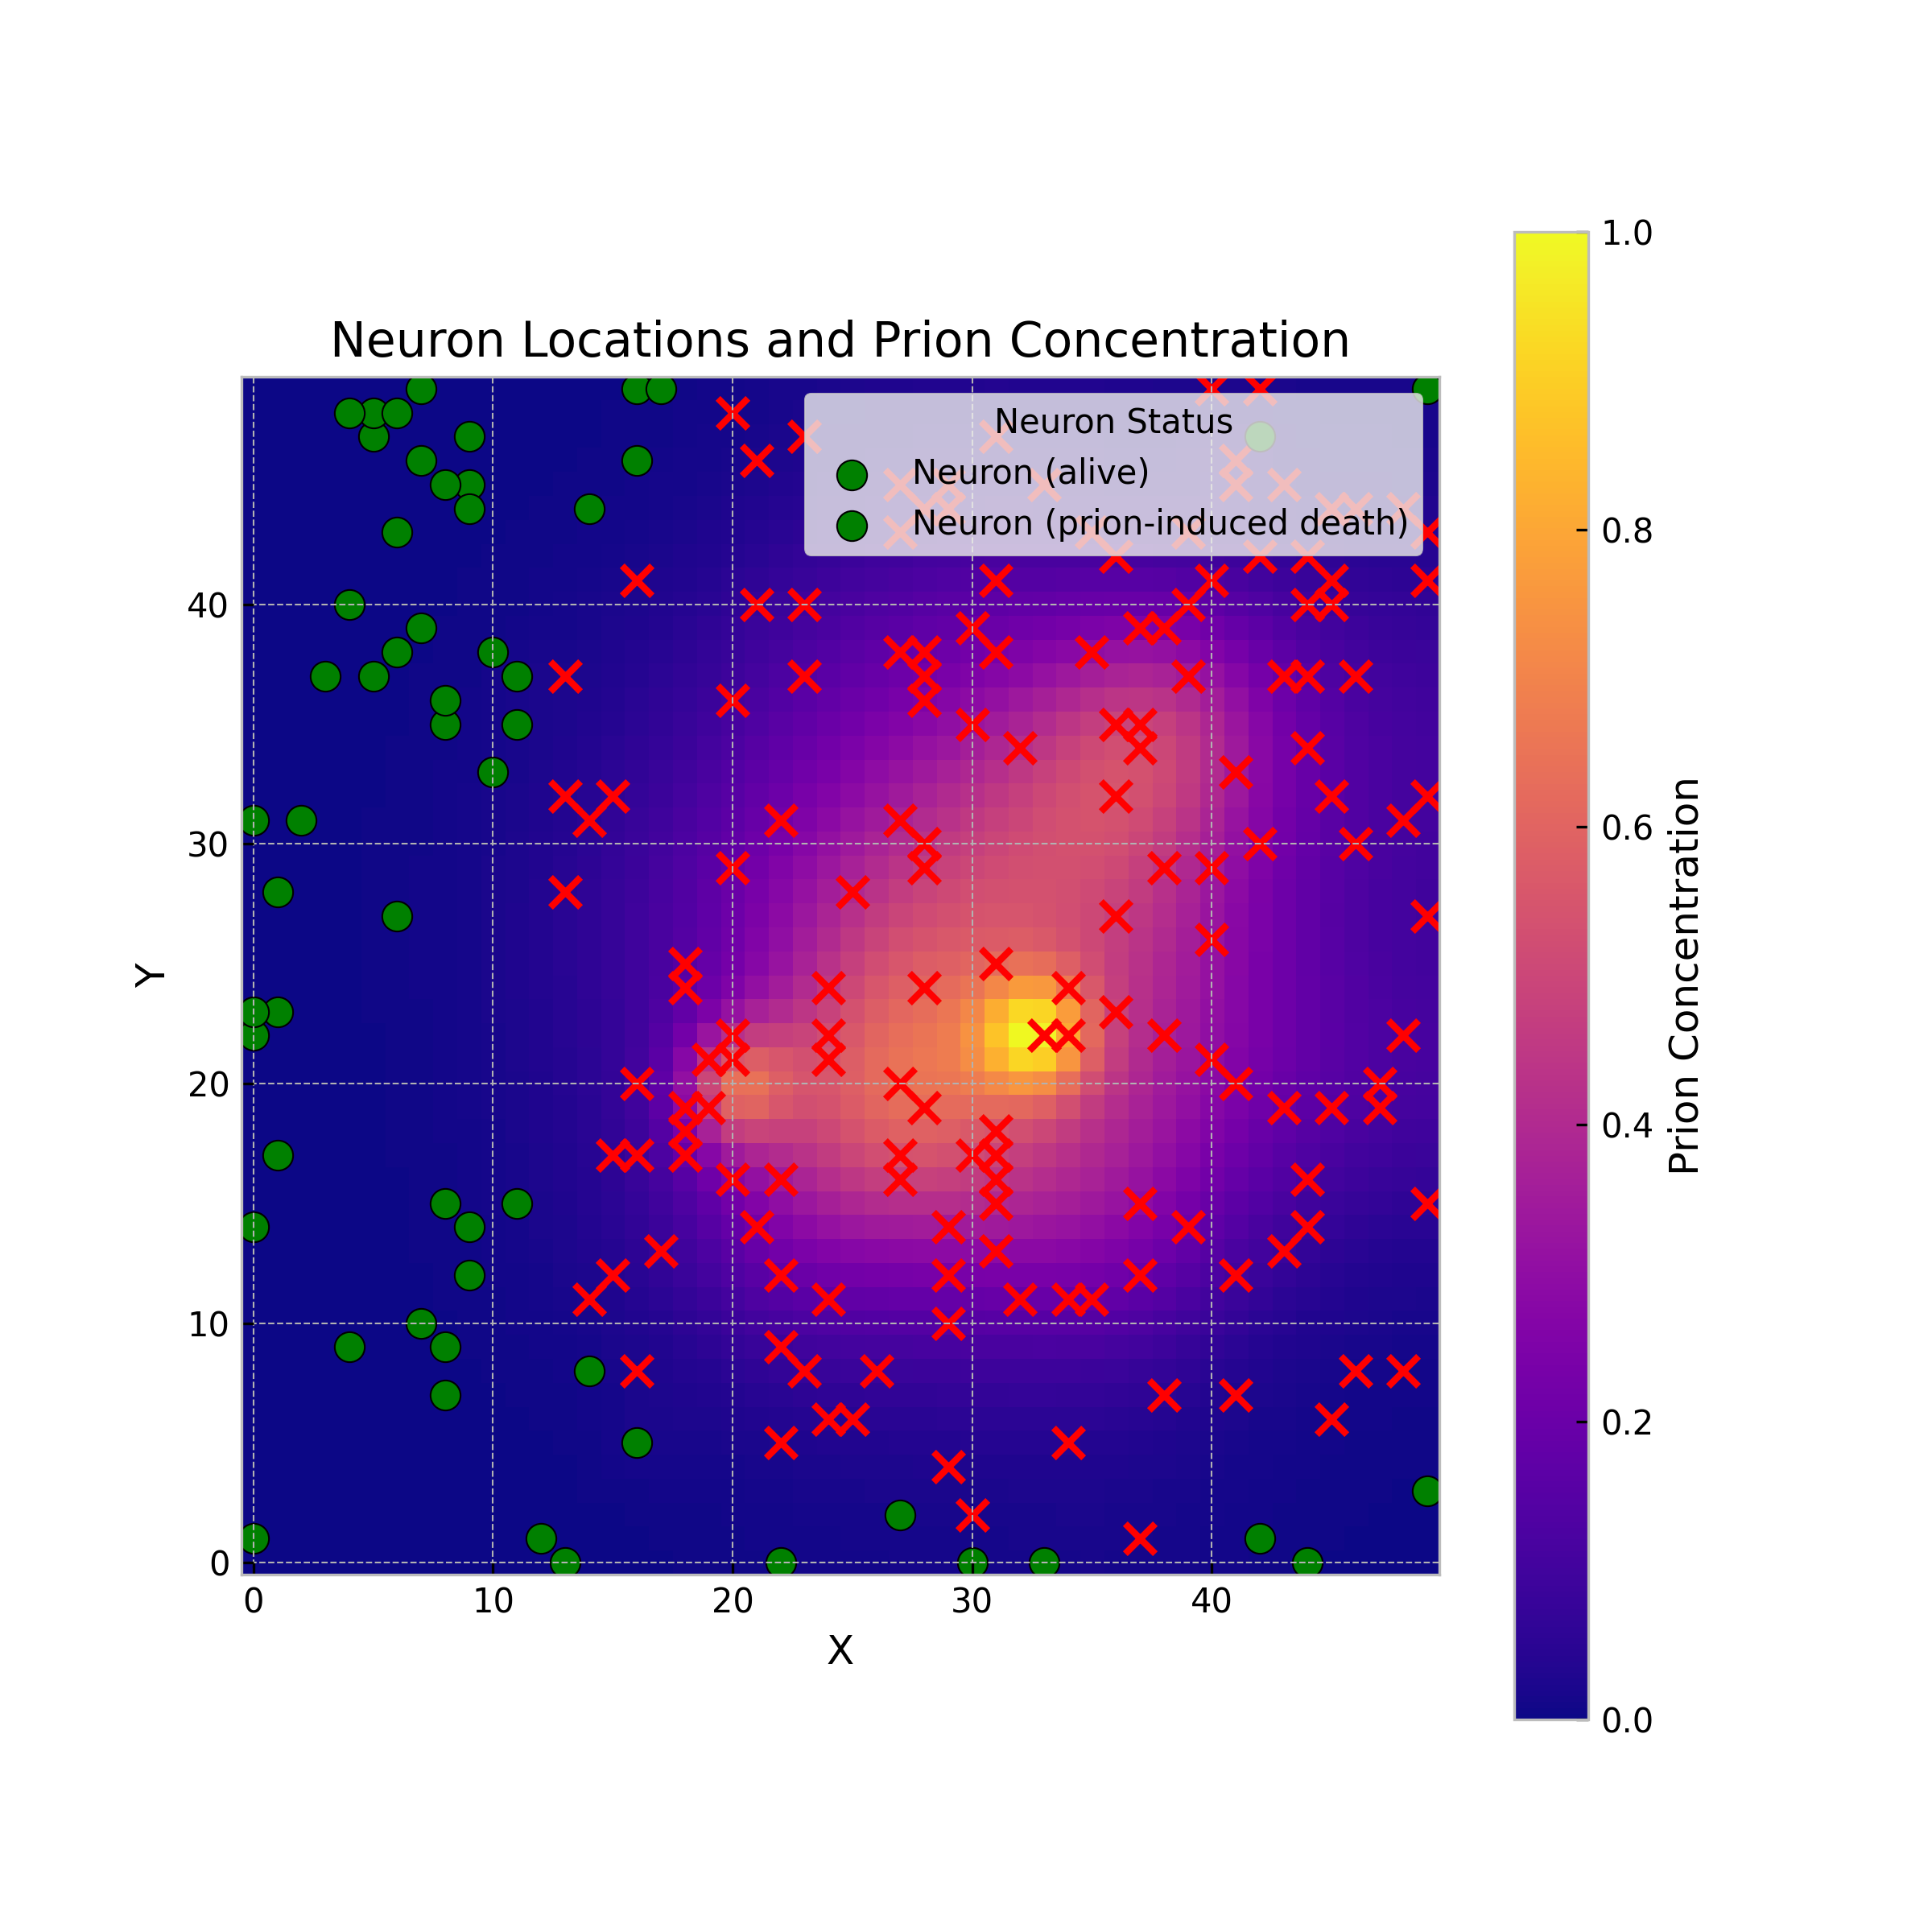 Neuron Locations and Prion Concentration
Neuron Status
Neuron (alive)
Neuron (prion-induced death)
Y
40
30
20
10
0
0 10 20 30 40
X
1.0
0.8
0.6
0.4
0.2
0.0
Prion Concentration